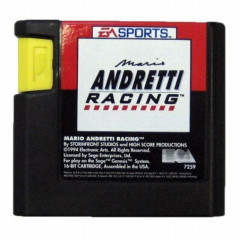 EA SPORTS™
Mario
ANDRETTI
RACING™
MARIO ANDRETTI RACING™
By STORMFRONT STUDIOS and HIGH SCORE PRODUCTIONS
©1994 Electronic Arts. All Rights Reserved.
Licensed by Sega Enterprises, Ltd.
For play on the Sega™ Genesis™ System.
16-BIT CARTRIDGE, Assembled in the USA.
7259